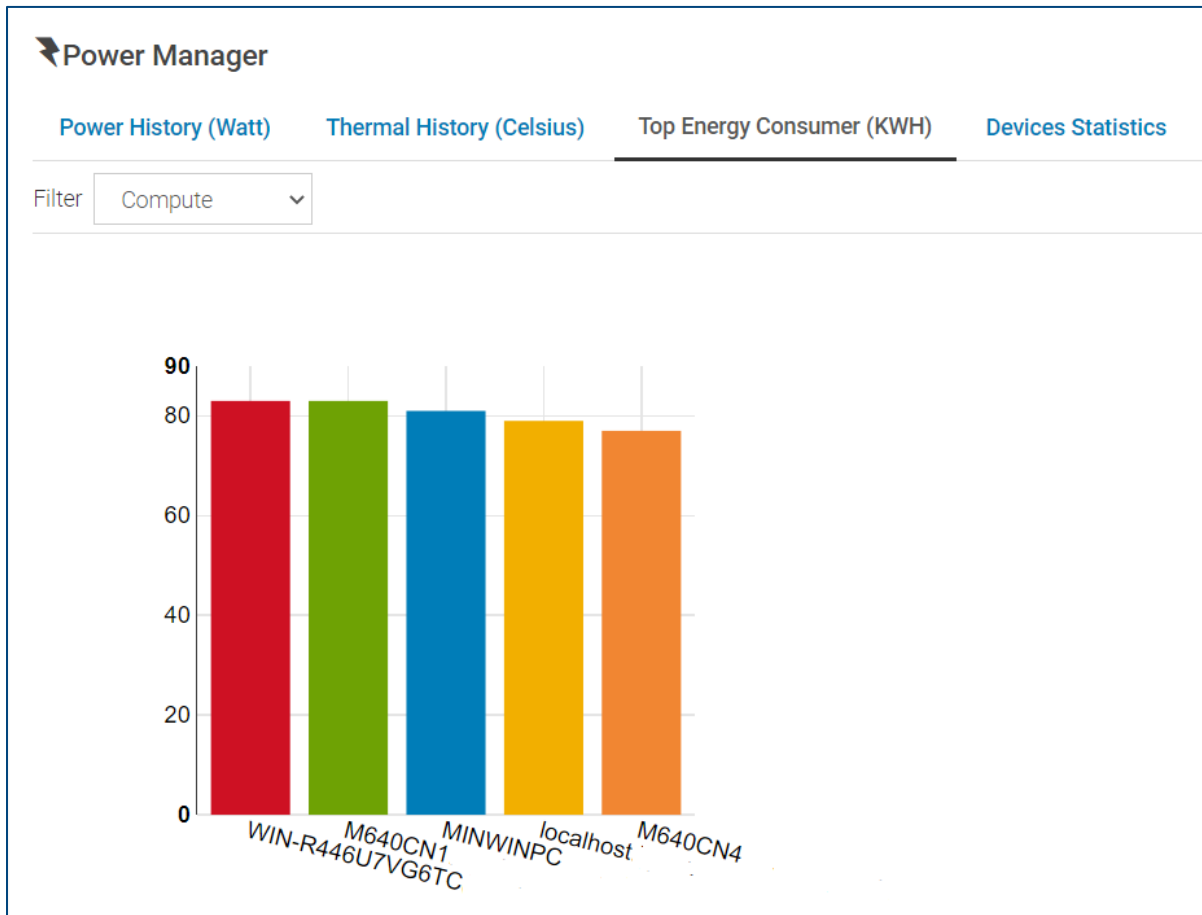 Power Manager
Power History (Watt) Thermal History (Celsius) Top Energy Consumer (KWH) Devices Statistics
Filter Compute
90
80
60
40
20
0
WIN-R446U7VG6TC M640CN1 MINWINPC localhost M640CN4